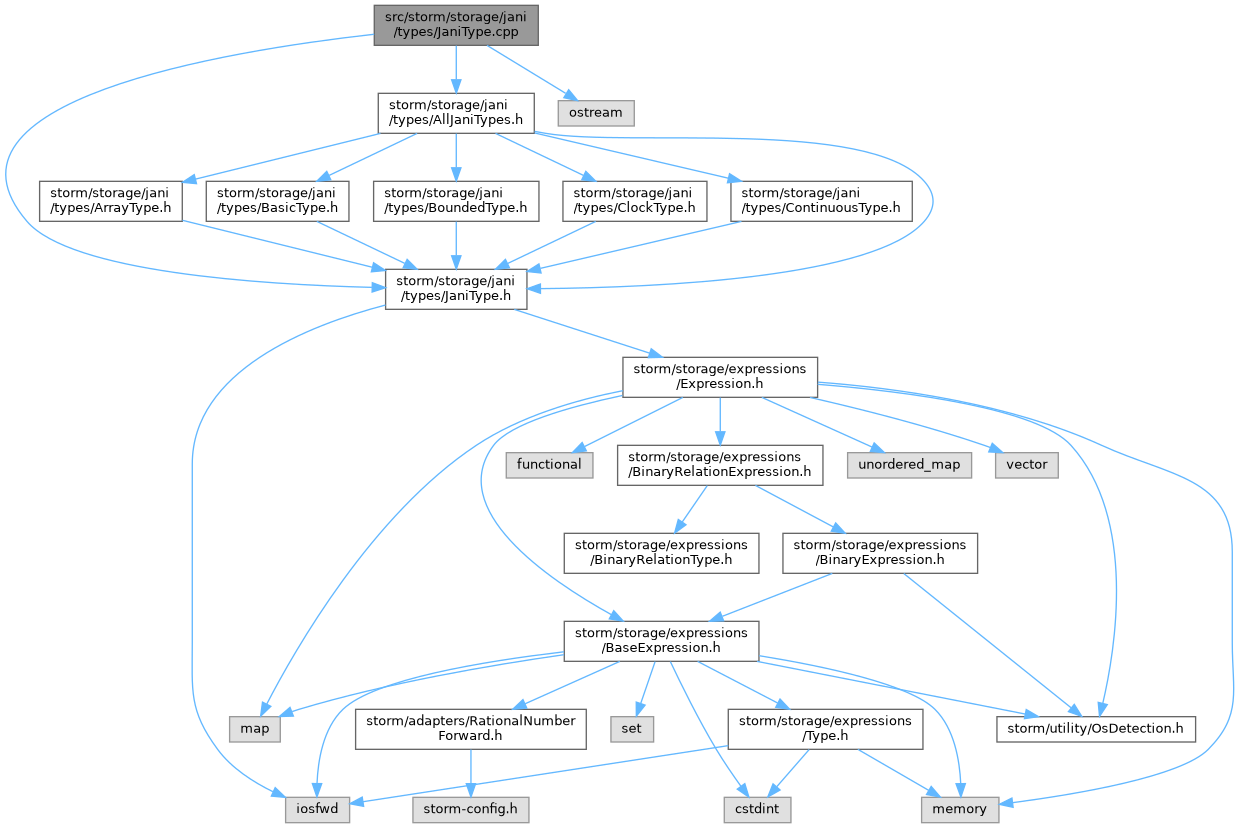 src/storm/storage/jani
/types/JaniType.cpp
storm/storage/jani
/types/AllJaniTypes.h
ostream
storm/storage/jani
/types/ArrayType.h
storm/storage/jani
/types/BasicType.h
storm/storage/jani
/types/BoundedType.h
storm/storage/jani
/types/ClockType.h
storm/storage/jani
/types/ContinuousType.h
storm/storage/jani
/types/JaniType.h
storm/storage/expressions
/Expression.h
functional
storm/storage/expressions
/BinaryRelationExpression.h
unordered_map
vector
storm/storage/expressions
/BinaryRelationType.h
storm/storage/expressions
/BinaryExpression.h
storm/storage/expressions
/BaseExpression.h
map
storm/adapters/RationalNumber
Forward.h
set
storm/storage/expressions
/Type.h
storm/utility/OsDetection.h
iosfwd
storm-config.h
cstdint
memory